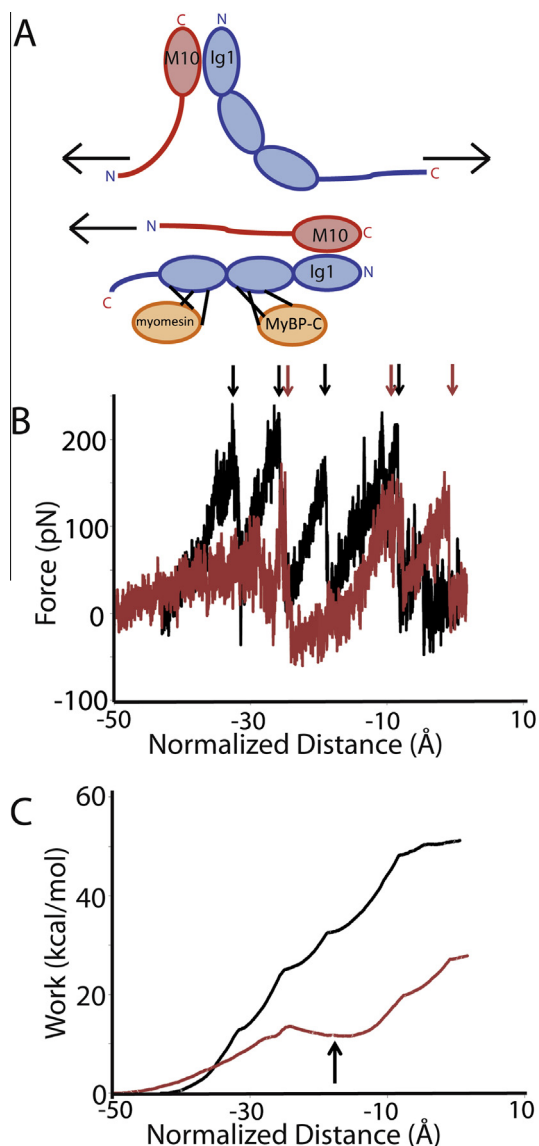 A
C N
M10 Ig1
N C
N
M10 C
Ig1 N
C
myomesin MyBP-C
B
200
100
0
-100
Force (pN)
-50 -30 -10 10
Normalized Distance (Å)
C
60
40
20
0
Work (kcal/mol)
-50 -30 -10 10
Normalized Distance (Å)